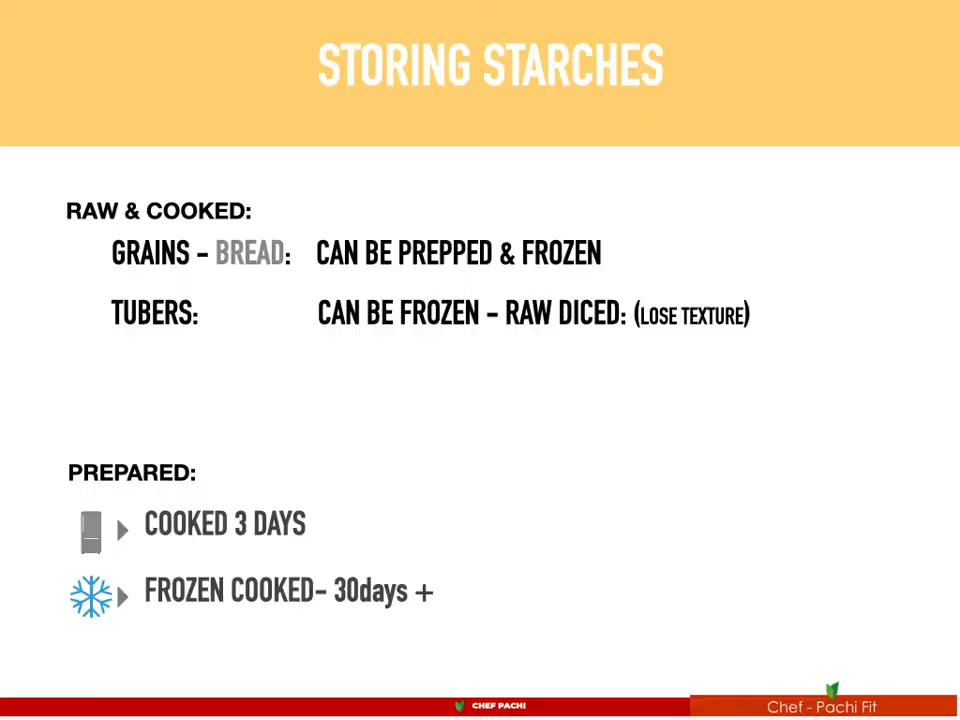 STORING STARCHES
RAW & COOKED:
GRAINS - BREAD: CAN BE PREPPED & FROZEN
TUBERS: CAN BE FROZEN - RAW DICED: (LOSE TEXTURE)
PREPARED:
COOKED 3 DAYS
FROZEN COOKED- 30days +
CHEF PACHI
Chef - Pachi Fit